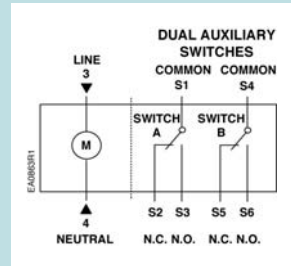 DUAL AUXILIARY
SWITCHES
LINE
3
COMMON COMMON
S1 S4
SWITCH
A
SWITCH
B
M
EA0863R1
4
NEUTRAL
S2 S3 S5 S6
N.C. N.O. N.C. N.O.